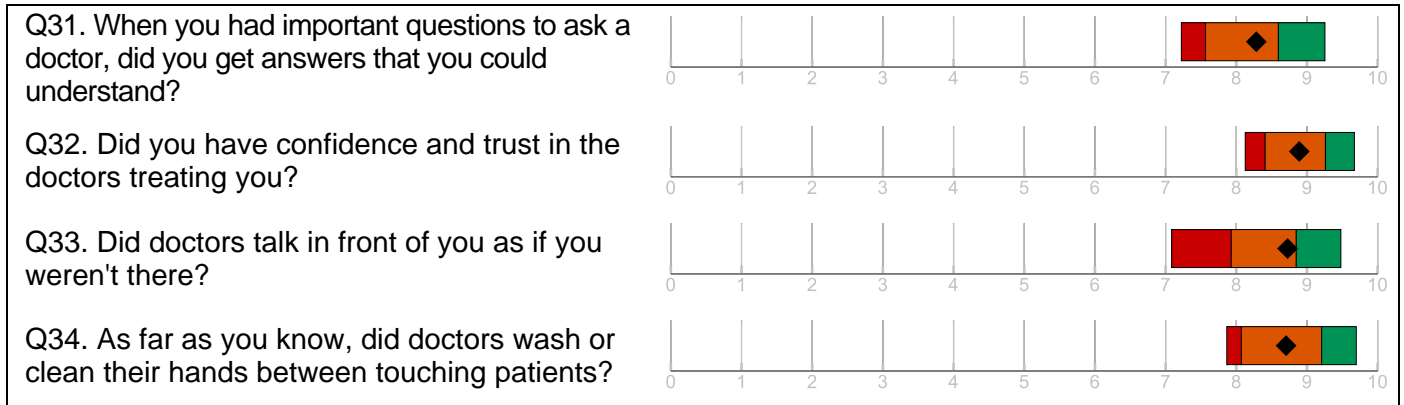 Q31. When you had important questions to ask a
doctor, did you get answers that you could
understand?
0 1 2 3 4 5 6 7 8 9 10
Q32. Did you have confidence and trust in the
doctors treating you?
0 1 2 3 4 5 6 7 8 9 10
Q33. Did doctors talk in front of you as if you
weren't there?
0 1 2 3 4 5 6 7 8 9 10
Q34. As far as you know, did doctors wash or
clean their hands between touching patients?
0 1 2 3 4 5 6 7 8 9 10